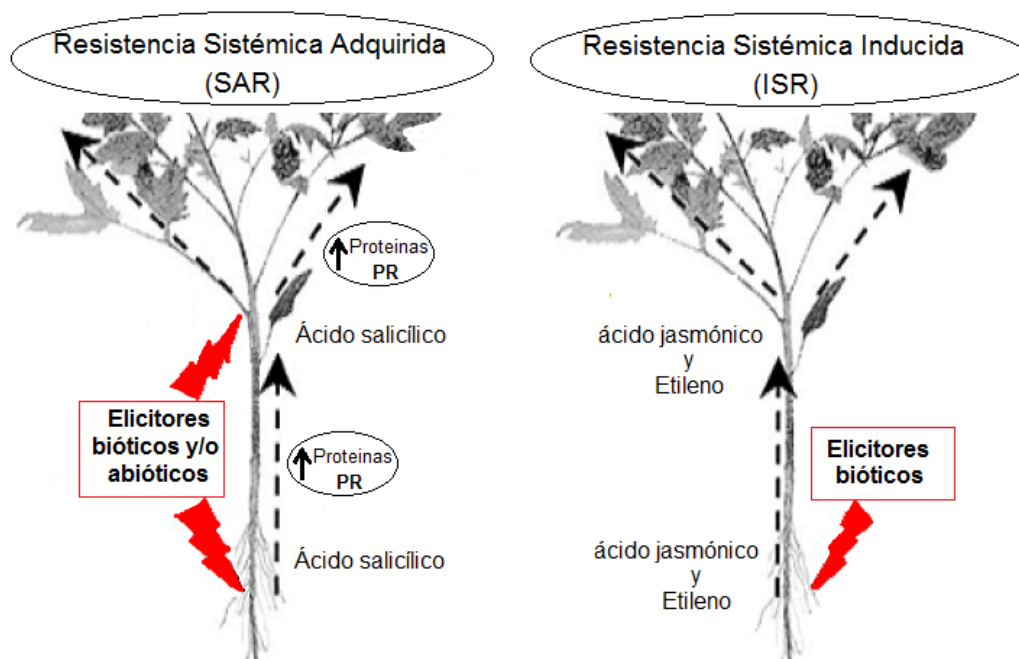 Resistencia Sistémica Adquirida
(SAR)
Proteinas
PR
Ácido salicílico
Elicitores
bióticos y/o
abióticos
Proteinas
PR
Ácido salicílico
Resistencia Sistémica Inducida
(ISR)
ácido jasmónico
y
Etileno
Elicitores
bióticos
ácido jasmónico
y
Etileno